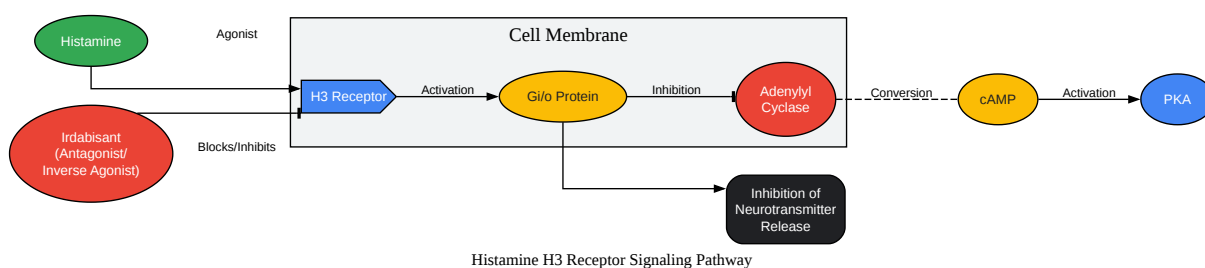 Histamine
Agonist
Cell Membrane
H3 Receptor
Activation
Gi/o Protein
Inhibition
Adenylyl
Cyclase
Conversion
cAMP
Activation
PKA
Irdabisant
(Antagonist/
Inverse Agonist)
Blocks/Inhibits
Inhibition of
Neurotransmitter
Release
Histamine H3 Receptor Signaling Pathway